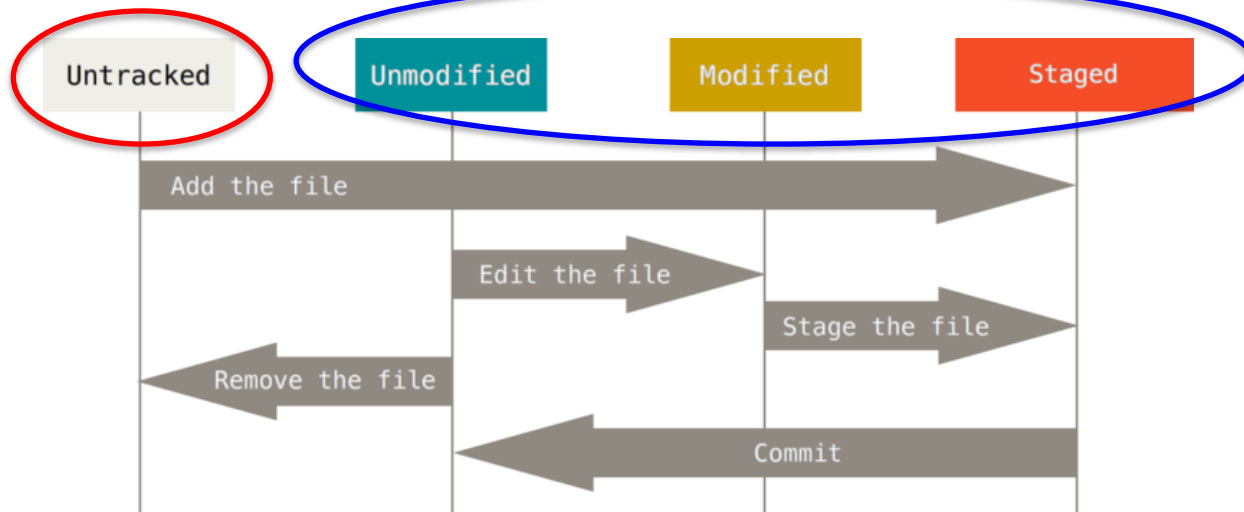 Untracked
Unmodified
Modified
Staged
Add the file
Edit the file
Stage the file
Remove the file
Commit